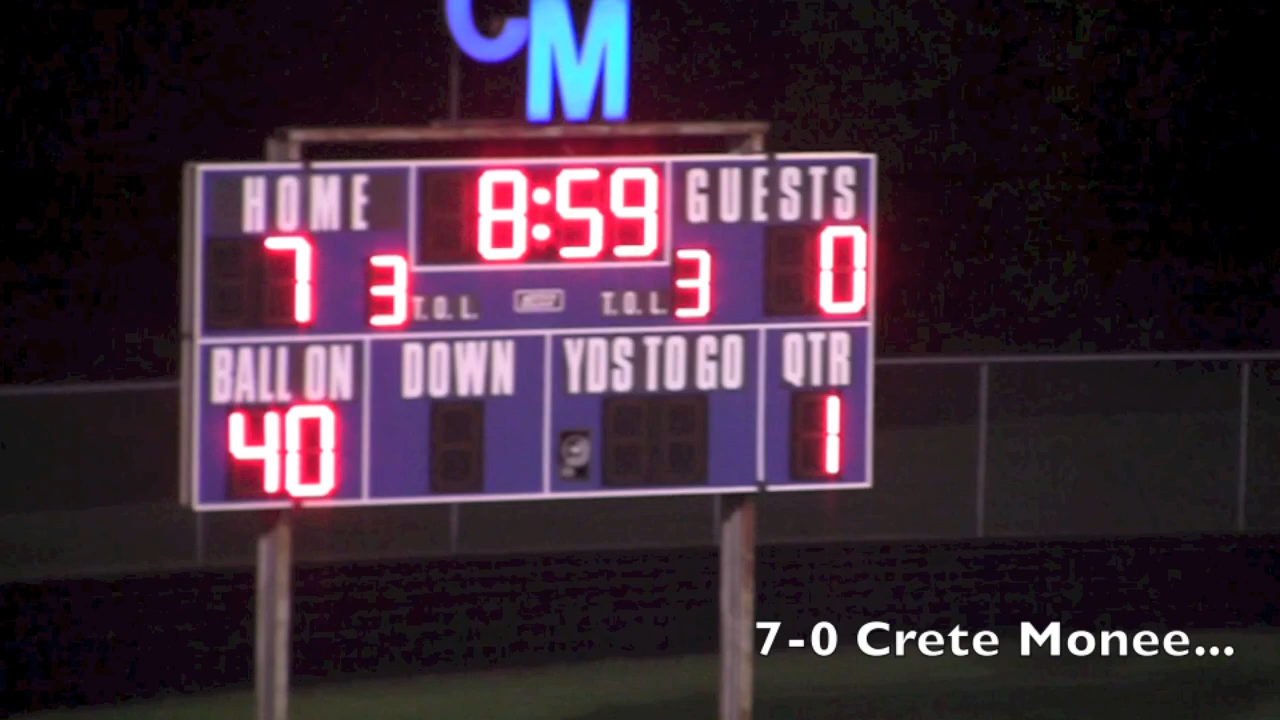 CM
HOME 8:59 GUESTS
7 3 T.O.L. T.O.L. 3 0
BALL ON DOWN YDS TO GO QTR
40 1
7-0 Crete Monee...